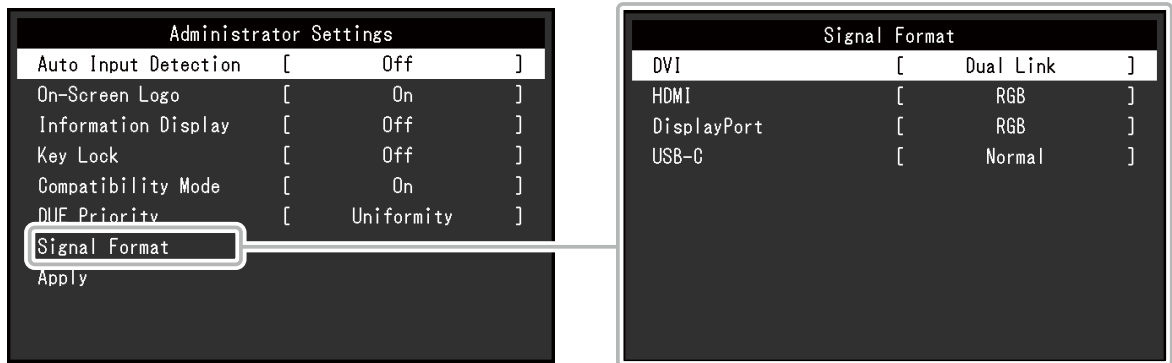 Administrator Settings
Auto Input Detection [ Off ]
On-Screen Logo [ On ]
Information Display [ Off ]
Key Lock [ Off ]
Compatibility Mode [ On ]
DUE Priority [ Uniformity ]
Signal Format
Apply
Signal Format
DVI [ Dual Link ]
HDMI [ RGB ]
DisplayPort [ RGB ]
USB-C [ Normal ]